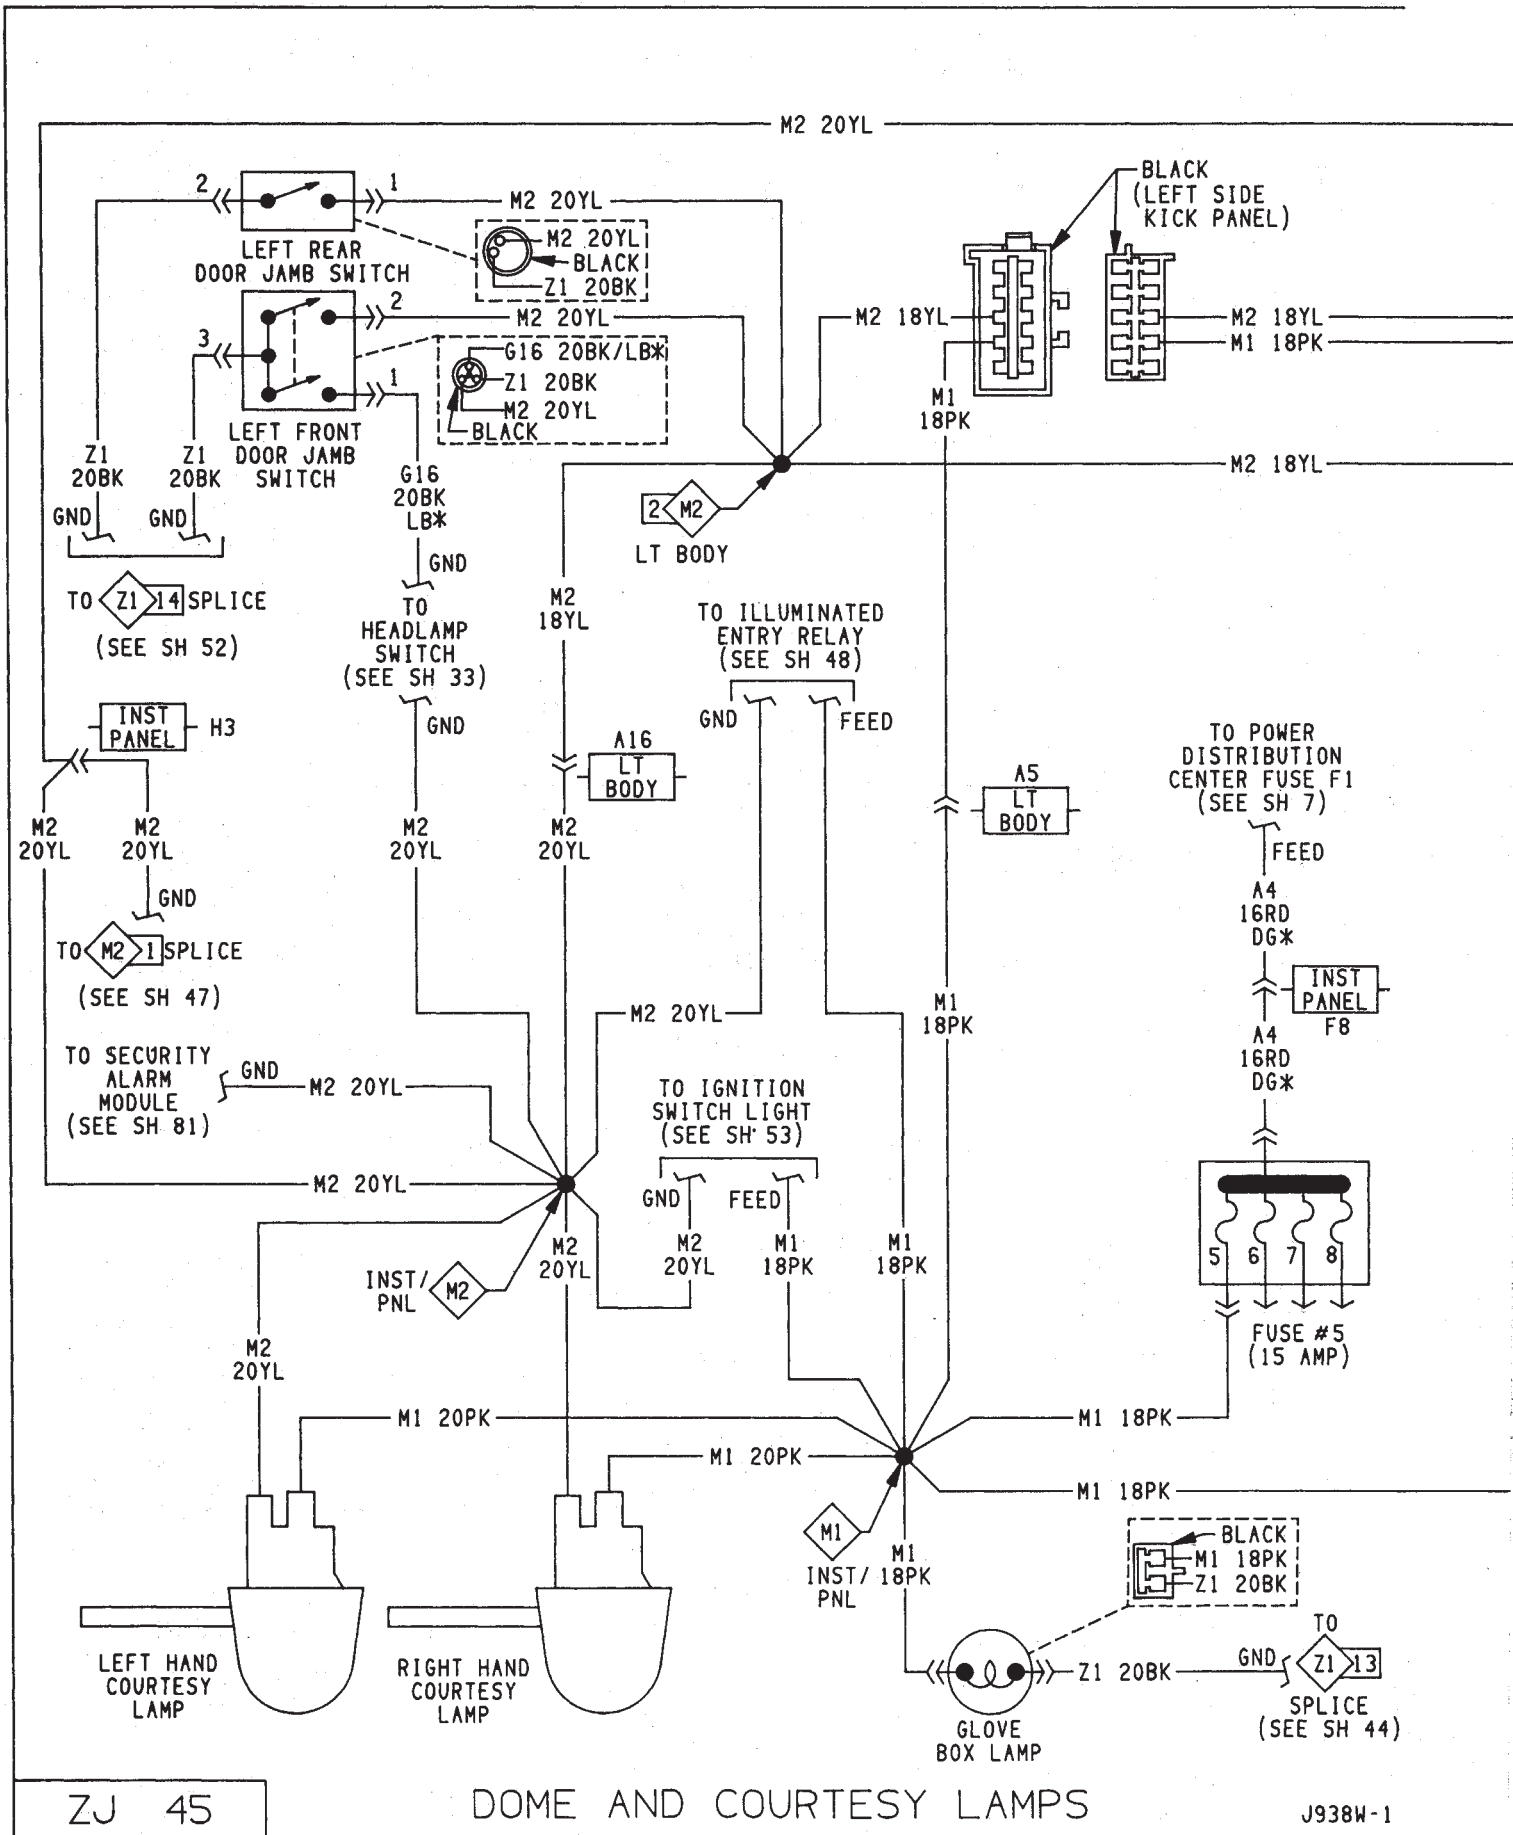 M2 20YL
BLACK
(LEFT SIDE
KICK PANEL)
2
1
M2 20YL
LEFT REAR
DOOR JAMB SWITCH
M2 20YL
BLACK
Z1 20BK
2
M2 20YL
3
1
G16 20BK/LB*
Z1 20BK
M2 20YL
BLACK
LEFT FRONT
DOOR JAMB
SWITCH
M2 18YL
M2 18YL
M1 18PK
M1
18PK
Z1
20BK
Z1
20BK
G16
20BK
LB*
M2 18YL
2 M2
LT BODY
GND
GND
GND
TO Z1 14 SPLICE
(SEE SH 52)
TO
HEADLAMP
SWITCH
(SEE SH 33)
GND
M2
18YL
TO ILLUMINATED
ENTRY RELAY
(SEE SH 48)
GND
FEED
INST
PANEL
H3
A16
LT
BODY
A5
LT
BODY
TO POWER
DISTRIBUTION
CENTER FUSE F1
(SEE SH 7)
FEED
M2
20YL
M2
20YL
M2
20YL
M2
20YL
GND
TO M2 1 SPLICE
(SEE SH 47)
A4
16RD
DG*
INST
PANEL
F8
A4
16RD
DG*
M2 20YL
M1
18PK
TO SECURITY
ALARM
MODULE
(SEE SH 81)
GND
M2 20YL
TO IGNITION
SWITCH LIGHT
(SEE SH 53)
M2 20YL
GND
FEED
INST/
PNL
M2
M2
20YL
M2
20YL
M1
18PK
M1
18PK
5
6
7
8
FUSE #5
(15 AMP)
M2
20YL
M1 20PK
M1 18PK
M1 20PK
M1 18PK
M1
INST/
PNL
M1
18PK
BLACK
M1 18PK
Z1 20BK
LEFT HAND
COURTESY
LAMP
RIGHT HAND
COURTESY
LAMP
GLOVE
BOX LAMP
Z1 20BK
GND
TO
Z1 13
SPLICE
(SEE SH 44)
ZJ 45
DOME AND COURTESY LAMPS
J938W-1